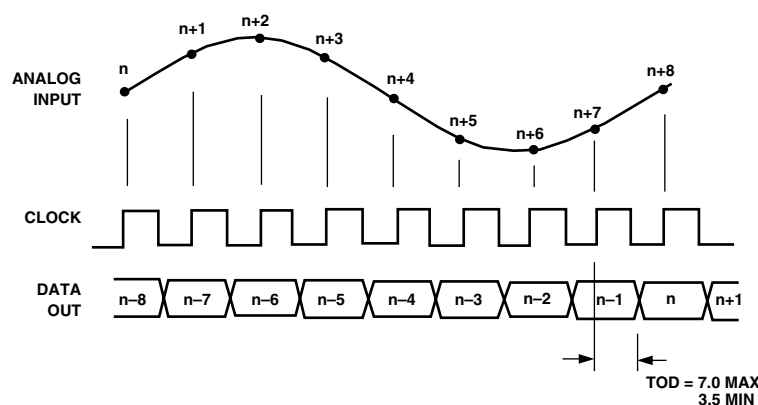 n+2
n+1
n+3
n
n+8
ANALOG
INPUT
n+4
n+7
n+5
n+6
CLOCK
DATA
OUT
n–8 n–7 n–6 n–5 n–4 n–3 n–2 n–1 n n+1
TOD = 7.0 MAX
3.5 MIN